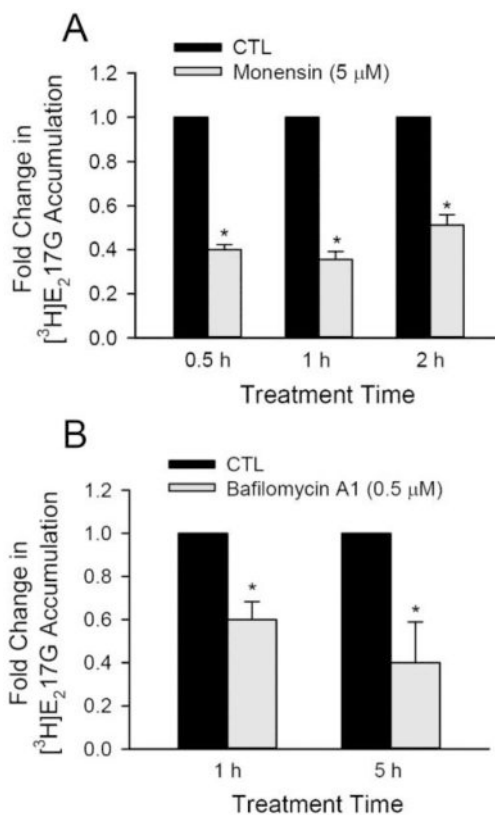 A
CTL
Monensin (5 μM)
Fold Change in
[³H]E₂17G Accumulation
1.2
1.0
0.8
0.6
0.4
0.2
0.0
*
*
*
0.5 h 1 h 2 h
Treatment Time
B
CTL
Bafilomycin A1 (0.5 μM)
Fold Change in
[³H]E₂17G Accumulation
1.2
1.0
0.8
0.6
0.4
0.2
0.0
*
*
1 h 5 h
Treatment Time